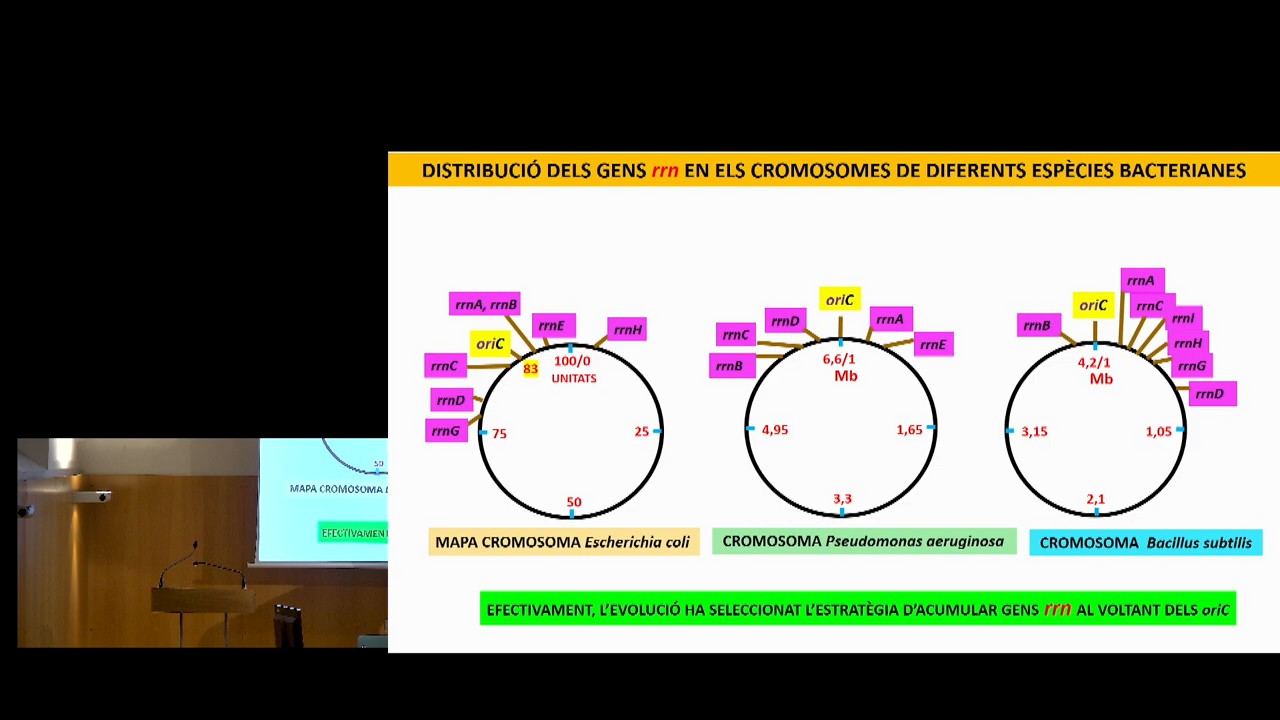 DISTRIBUCIÓ DELS GENS rrn EN ELS CROMOSOMES DE DIFERENTS ESPÈCIES BACTERIANES
rrnA, rrnB
rrnE
rrnH
oriC
rrnC
83
100/0
UNITATS
rrnD
rrnG
75
25
50
MAPA CROMOSOMA Escherichia coli
oriC
rrnD
rrnA
rrnC
rrnE
rrnB
6,6/1
Mb
4,95
1,65
3,3
CROMOSOMA Pseudomonas aeruginosa
rrnA
oriC
rrnC
rrnB
rrnI
rrnH
rrnG
rrnD
4,2/1
Mb
3,15
1,05
2,1
CROMOSOMA Bacillus subtilis
EFECTIVAMENT, L'EVOLUCIÓ HA SELECCIONAT L'ESTRATÈGIA D'ACUMULAR GENS rrn AL VOLTANT DELS oriC
50
MAPA CROMOSOMA
EFECTIVAMENT